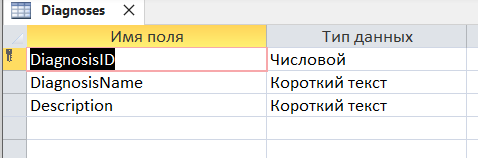 Diagnoses
Имя поля Тип данных
DiagnosisID Числовой
DiagnosisName Короткий текст
Description Короткий текст